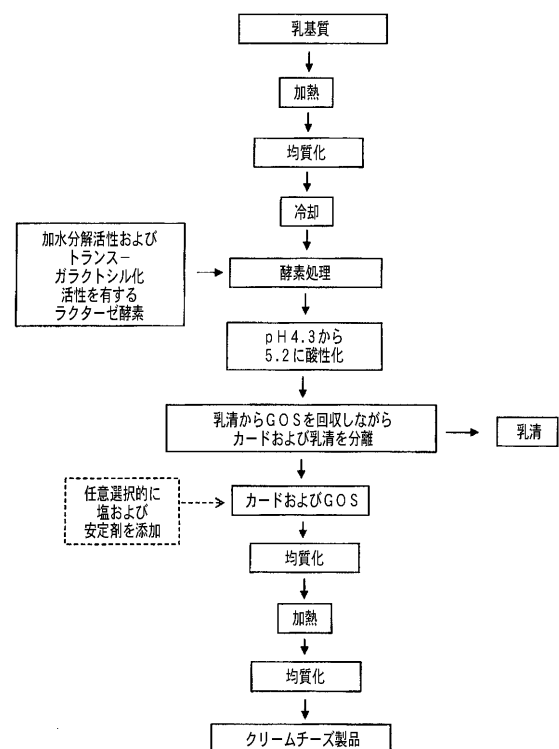 乳基質
加熱
均質化
冷却
加水分解活性および
トランス－
ガラクトシル化
活性を有する
ラクターゼ酵素
酵素処理
pH4.3から
5.2に酸性化
乳清からGOSを回収しながら
カードおよび乳清を分離
乳清
任意選択的に
塩および
安定剤を添加
カードおよびGOS
均質化
加熱
均質化
クリームチーズ製品